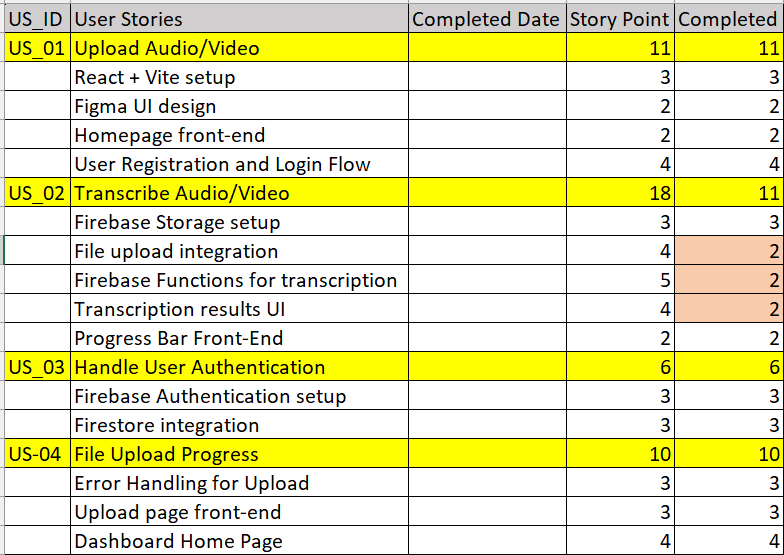 US_ID User Stories Completed Date Story Point Completed
US_01 Upload Audio/Video 11 11
React + Vite setup 3 3
Figma UI design 2 2
Homepage front-end 2 2
User Registration and Login Flow 4 4
US_02 Transcribe Audio/Video 18 11
Firebase Storage setup 3 3
File upload integration 4 2
Firebase Functions for transcription 5 2
Transcription results UI 4 2
Progress Bar Front-End 2 2
US_03 Handle User Authentication 6 6
Firebase Authentication setup 3 3
Firestore integration 3 3
US-04 File Upload Progress 10 10
Error Handling for Upload 3 3
Upload page front-end 3 3
Dashboard Home Page 4 4